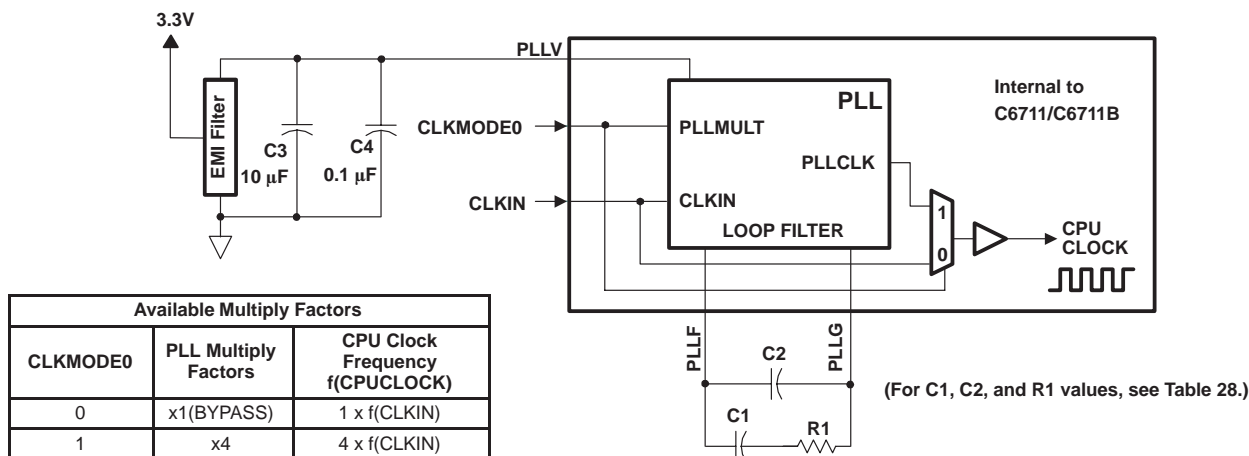 3.3V
PLLV
EMI Filter
C3
10 μF
C4
0.1 μF
CLKMODE0
CLKIN
PLL
PLLMULT
PLLCLK
CLKIN
LOOP FILTER
Internal to
C6711/C6711B
1
0
CPU
CLOCK
PLLF
PLLG
C2
C1
R1
(For C1, C2, and R1 values, see Table 28.)
Available Multiply Factors
CLKMODE0
PLL Multiply
Factors
CPU Clock
Frequency
f(CPUCLOCK)
0
x1(BYPASS)
1 x f(CLKIN)
1
x4
4 x f(CLKIN)